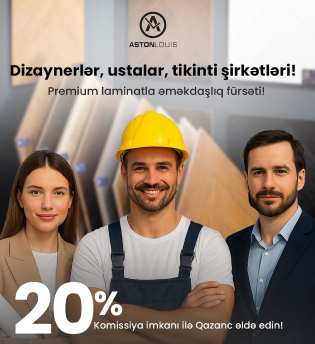 ASTONLOUIS
Dizaynerlər, ustalar, tikinti şirkətləri!
Premium laminatla əməkdaşlıq fürsəti!
20%
Komissiya imkanı ilə Qazanc əldə edin!